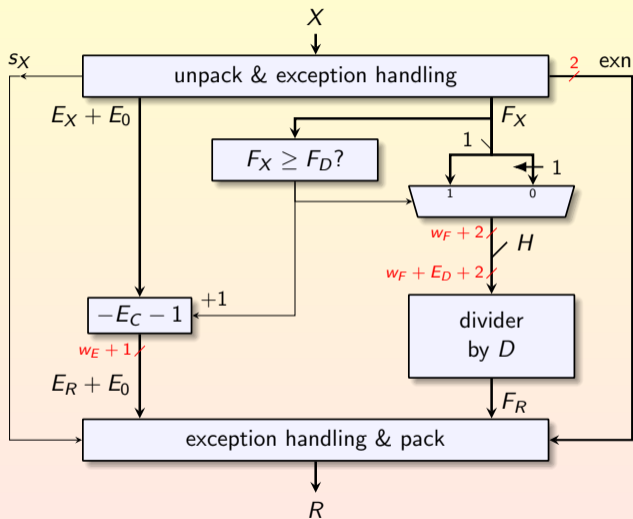 X
s_X
unpack & exception handling
2
exn
E_X + E_0
F_X
1
F_X ≥ F_D?
1
1
0
w_F + 2
H
w_F + E_D + 2
+1
−E_C − 1
divider
by D
w_E + 1
E_R + E_0
F_R
exception handling & pack
R